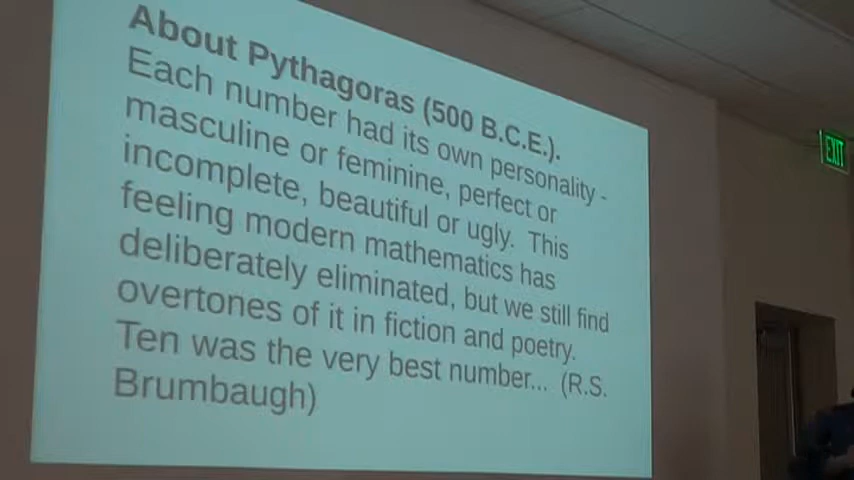 About Pythagoras (500 B.C.E.).
Each number had its own personality -
masculine or feminine, perfect or
incomplete, beautiful or ugly. This
feeling modern mathematics has
deliberately eliminated, but we still find
overtones of it in fiction and poetry.
Ten was the very best number... (R.S.
Brumbaugh)
EXIT